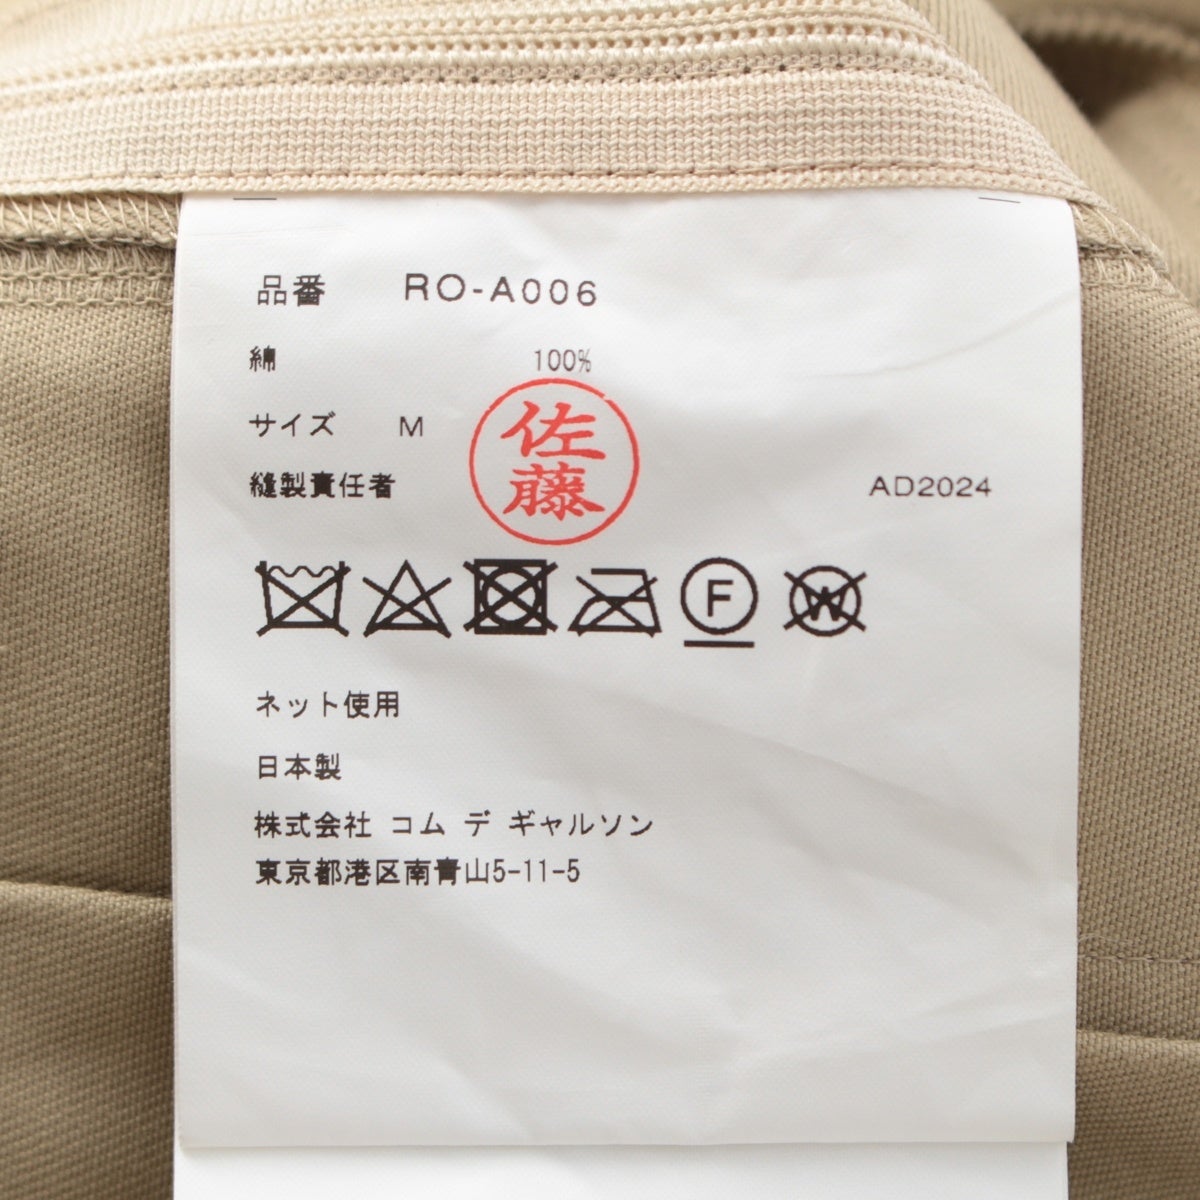 品番 RO-A006
綿 100%
サイズ M
佐藤
縫製責任者 AD2024
F W
ネット使用
日本製
株式会社 コム デ ギャルソン
東京都港区南青山5-11-5